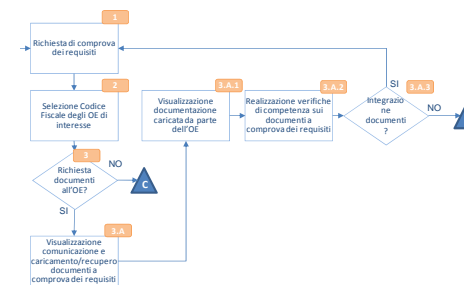 1
Richiesta di comprova
dei requisiti
2
Selezione Codice
Fiscale degli OE di
interesse
3
Richiesta
documenti
all'OE?
NO
C
SI
3.A
Visualizzazione
comunicazione e
caricamento/recupero
documenti a
comprova dei requisiti
3.A.1
Visualizzazione
documentazione
caricata da parte
dell'OE
3.A.2
Realizzazione verifiche
di competenza sui
documenti a
comprova dei requisiti
3.A.3
SI
Integrazio
ne
documenti
?
NO